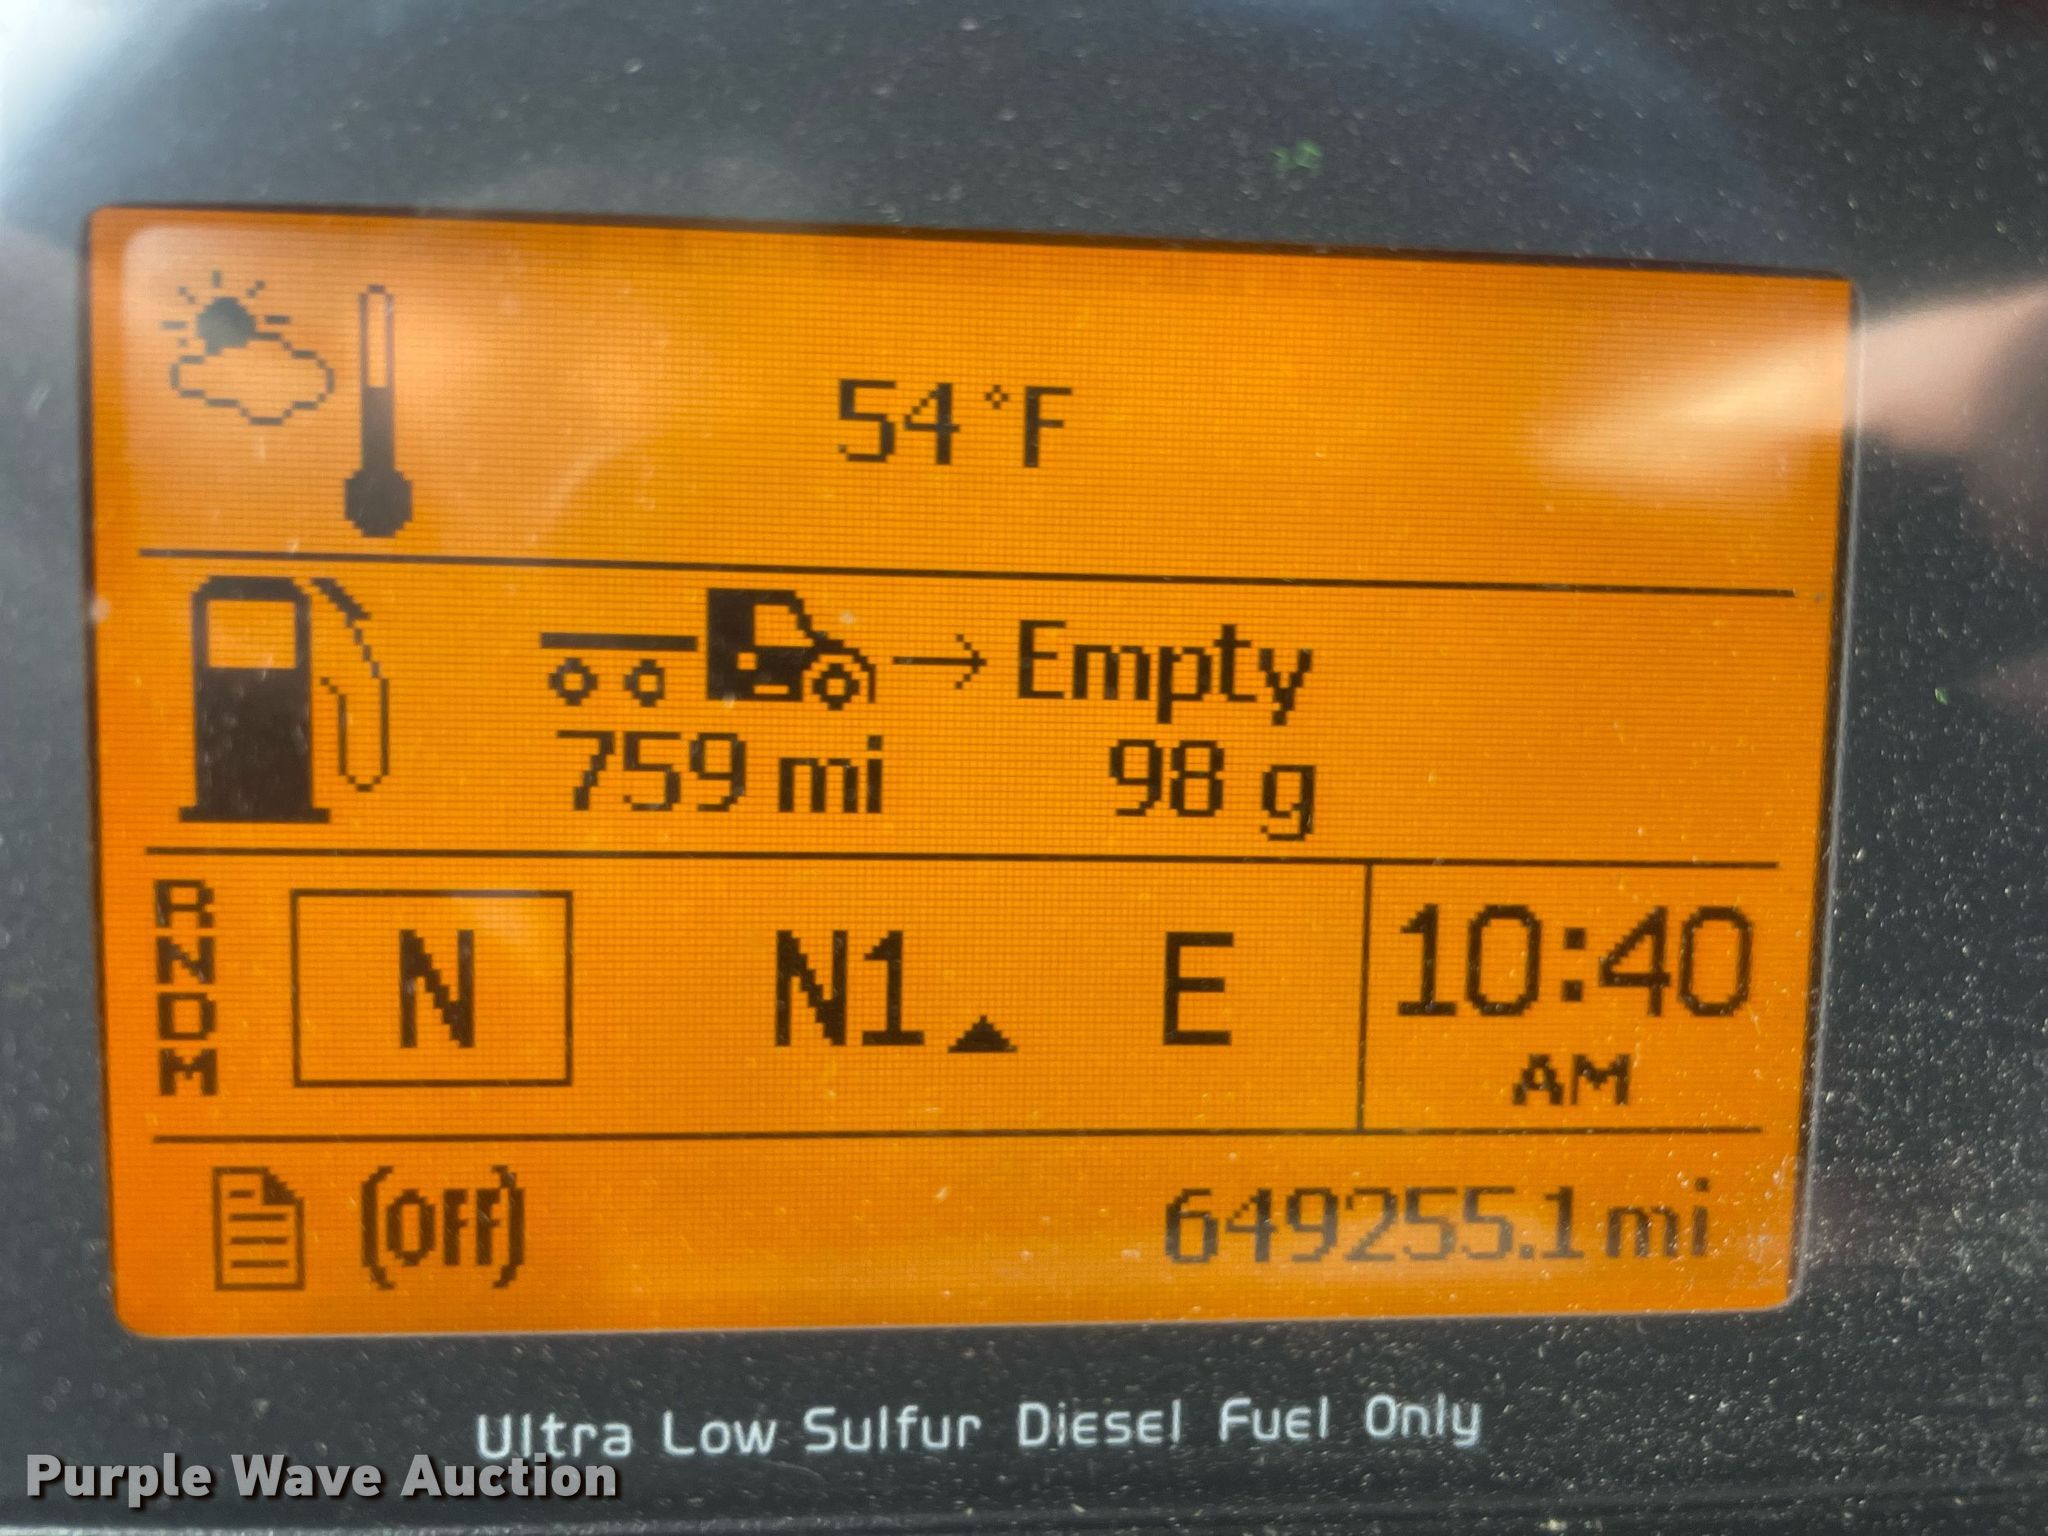 54°F
→ Empty
759 mi 98 g
R
N
D
M
N N1 E
10:40
AM
(OFF) 649255.1 mi
Ultra Low Sulfur Diesel Fuel Only
Purple Wave Auction